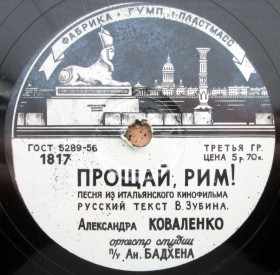 ФАБРИКА • ГУМП • ПЛАСТМАСС
ГОСТ 5289-56
1817
ТРЕТЬЯ ГР.
ЦЕНА 5 р. 70 к.
ПРОЩАЙ, РИМ!
ПЕСНЯ ИЗ ИТАЛЬЯНСКОГО КИНОФИЛЬМА
РУССКИЙ ТЕКСТ В. ЗУБИНА.
АЛЕКСАНДРА КОВАЛЕНКО
оркестр студии
п/у Ан. БАДХЕНА